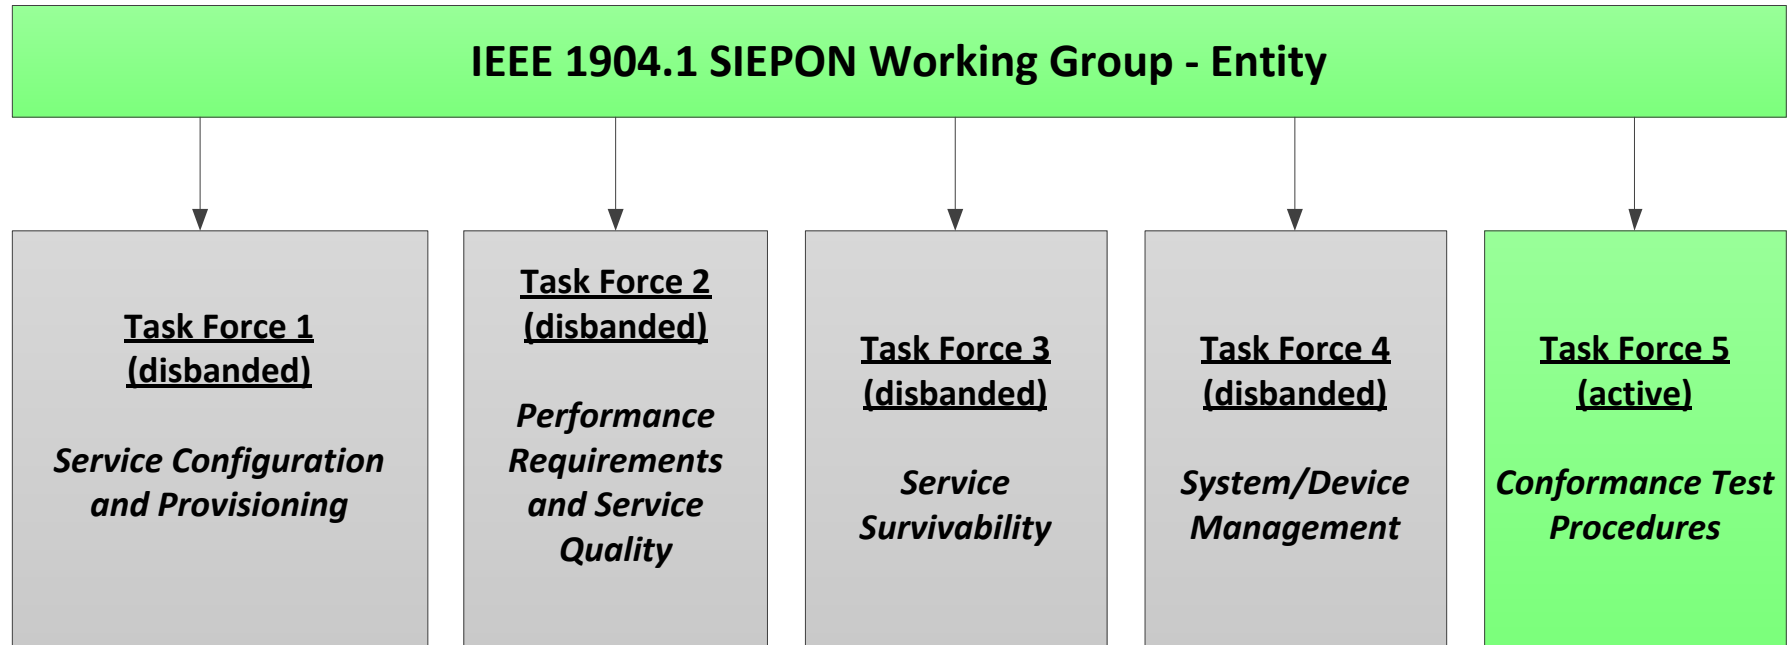 IEEE 1904.1 SIEPON Working Group - Entity
Task Force 1
(disbanded)
Service Configuration
and Provisioning
Task Force 2
(disbanded)
Performance
Requirements
and Service
Quality
Task Force 3
(disbanded)
Service
Survivability
Task Force 4
(disbanded)
System/Device
Management
Task Force 5
(active)
Conformance Test
Procedures